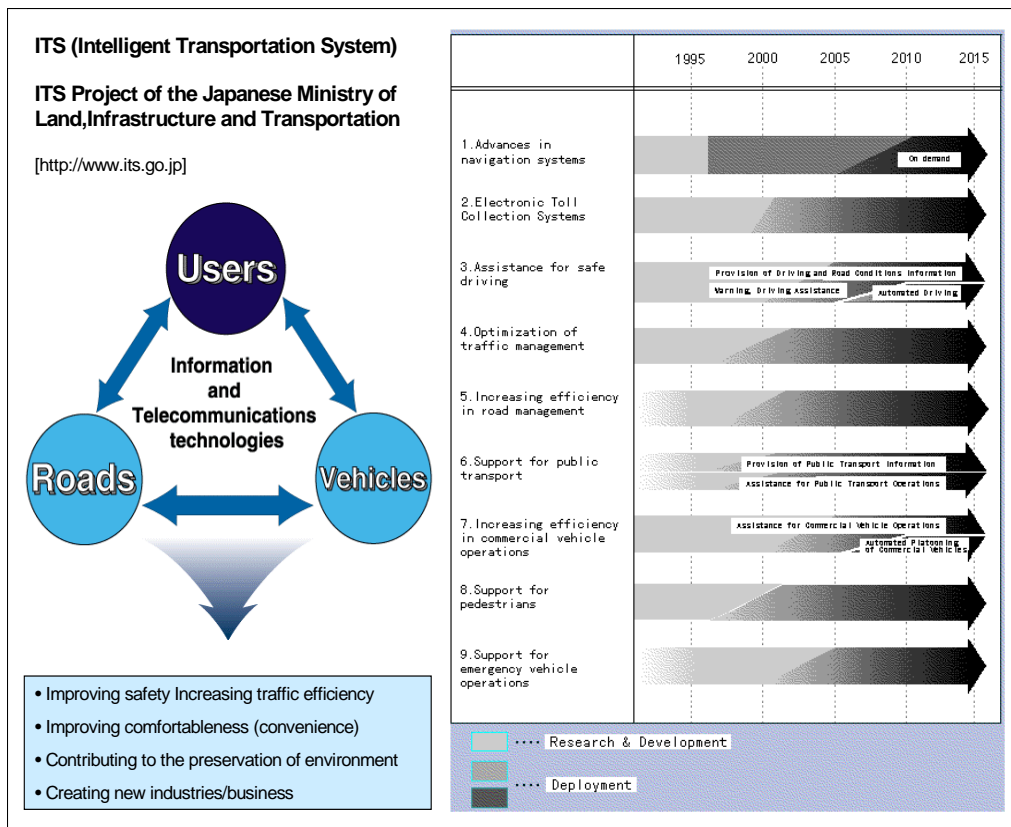 ITS (Intelligent Transportation System)
ITS Project of the Japanese Ministry of
Land,Infrastructure and Transportation
[http://www.its.go.jp]
Users
Information
and
Telecommunications
technologies
Roads
Vehicles
• Improving safety Increasing traffic efficiency
• Improving comfortableness (convenience)
• Contributing to the preservation of environment
• Creating new industries/business
1995 2000 2005 2010 2015
1.Advances in
navigation systems
On demand
2.Electronic Toll
Collection Systems
3.Assistance for safe
driving
Provision of Driving and Road Conditions Information
Warning, Driving Assistance
Automated Driving
4.Optimization of
traffic management
5.Increasing efficiency
in road management
6.Support for public
transport
Provision of Public Transport Information
Assistance for Public Transport Operations
7.Increasing efficiency
in commercial vehicle
operations
Assistance for Commercial Vehicle Operations
Automated Platooning
of Commercial Vehicles
8.Support for
pedestrians
9.Support for
emergency vehicle
operations
···· Research & Development
···· Deployment